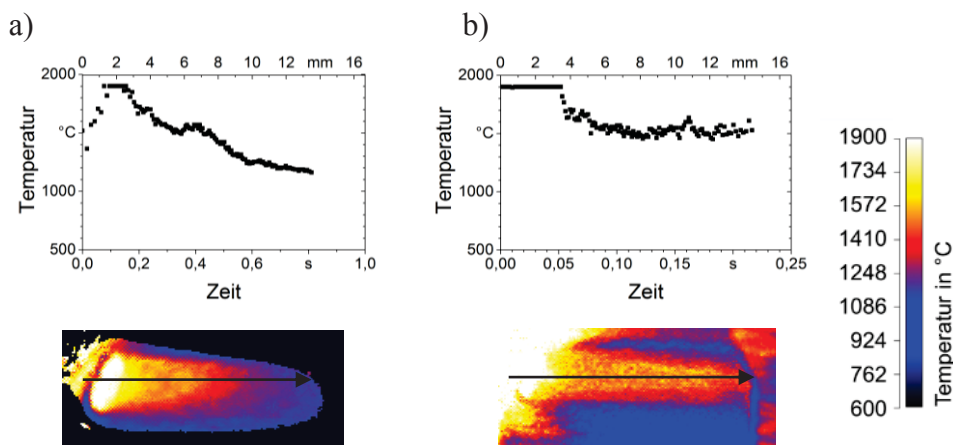 a)
0 2 4 6 8 10 12 mm 16
2000
°C
1000
500
Temperatur
0,0 0,2 0,4 0,6 s 1,0
Zeit
b)
0 2 4 6 8 10 12 mm 16
2000
°C
1000
500
Temperatur
0,00 0,05 0,10 0,15 s 0,25
Zeit
1900
1734
1572
1410
1248
1086
924
762
600
Temperatur in °C